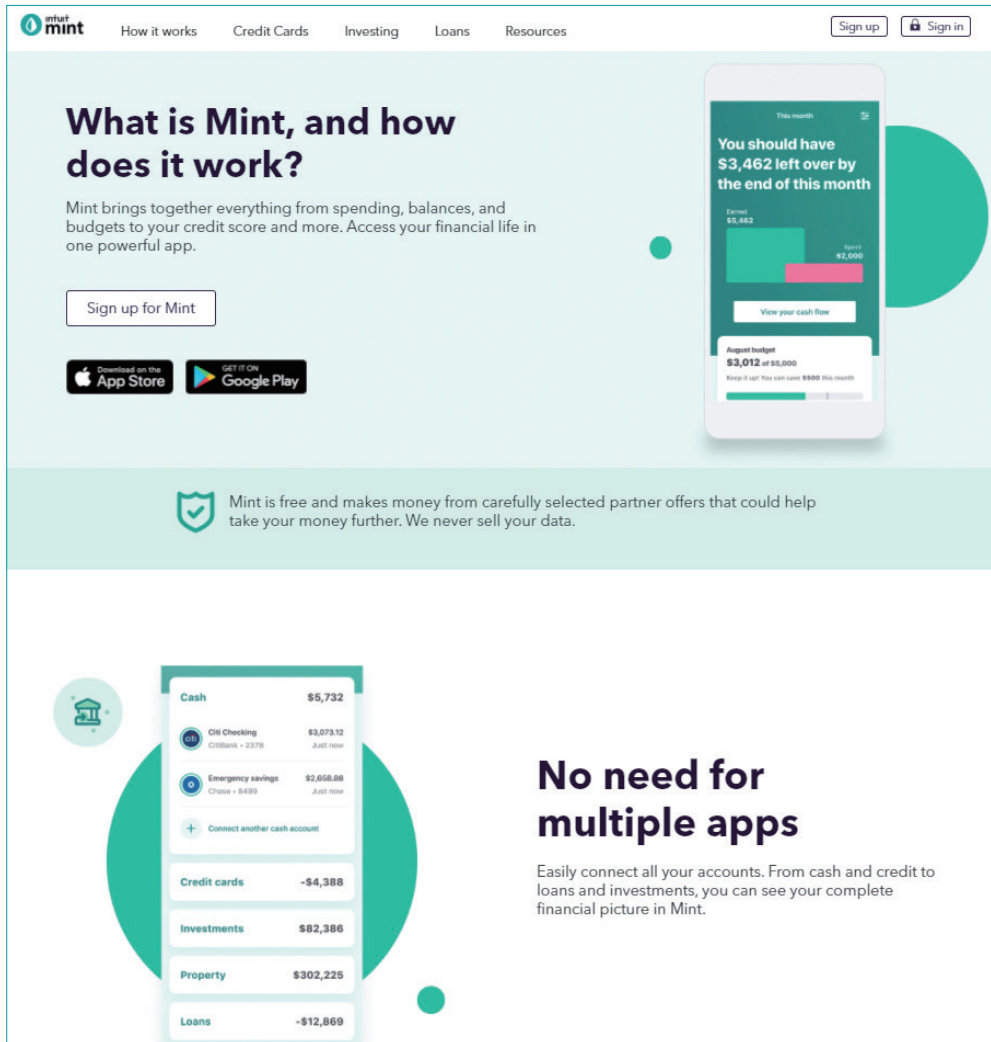 intuit
mint
How it works
Credit Cards
Investing
Loans
Resources
Sign up
Sign in
What is Mint, and how
does it work?
Mint brings together everything from spending, balances, and
budgets to your credit score and more. Access your financial life in
one powerful app.
Sign up for Mint
Download on the
App Store
GET IT ON
Google Play
This month
You should have
$3,462 left over by
the end of this month
Earned
$5,462
Spent
$2,000
View your cash flow
August budget
$3,012 of $5,000
Keep it up! You can save $500 this month
Mint is free and makes money from carefully selected partner offers that could help
take your money further. We never sell your data.
Cash $5,732
citi
Citi Checking $3,073.12
CitiBank • 2378 Just now
Emergency savings $2,658.88
Chase • 8499 Just now
+ Connect another cash account
Credit cards -$4,388
Investments $82,386
Property $302,225
Loans -$12,869
No need for
multiple apps
Easily connect all your accounts. From cash and credit to
loans and investments, you can see your complete
financial picture in Mint.